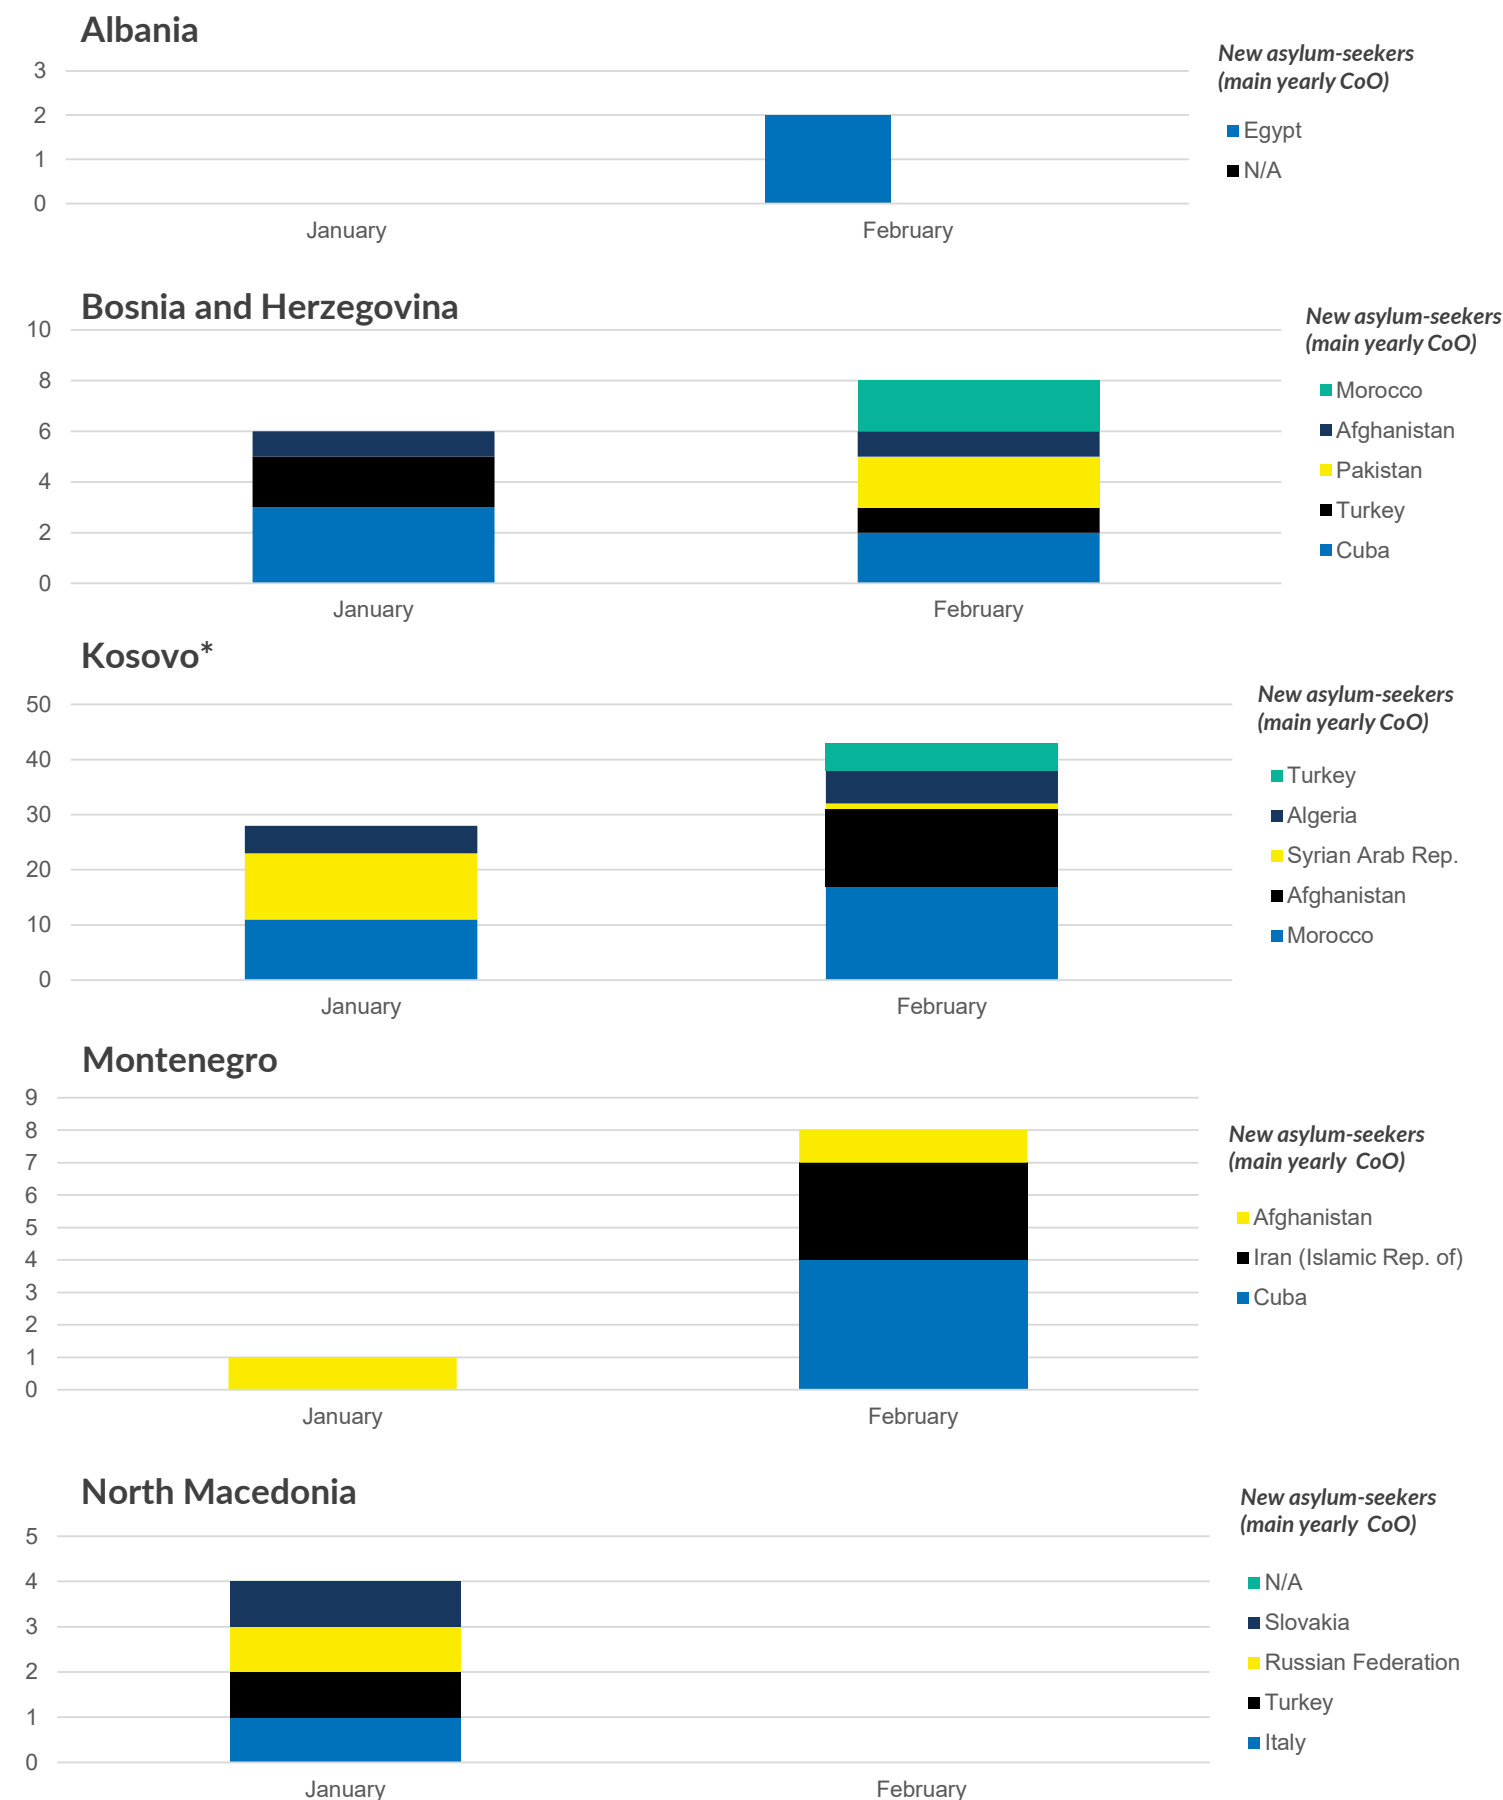 Albania
New asylum-seekers
(main yearly CoO)
3
2
1
0
Egypt
N/A
January
February
Bosnia and Herzegovina
New asylum-seekers
(main yearly CoO)
10
8
6
4
2
0
Morocco
Afghanistan
Pakistan
Turkey
Cuba
January
February
Kosovo*
New asylum-seekers
(main yearly CoO)
50
40
30
20
10
0
Turkey
Algeria
Syrian Arab Rep.
Afghanistan
Morocco
January
February
Montenegro
9
8
7
6
5
4
3
2
1
0
New asylum-seekers
(main yearly CoO)
Afghanistan
Iran (Islamic Rep. of)
Cuba
January
February
North Macedonia
New asylum-seekers
(main yearly CoO)
5
4
3
2
1
0
N/A
Slovakia
Russian Federation
Turkey
Italy
January
February